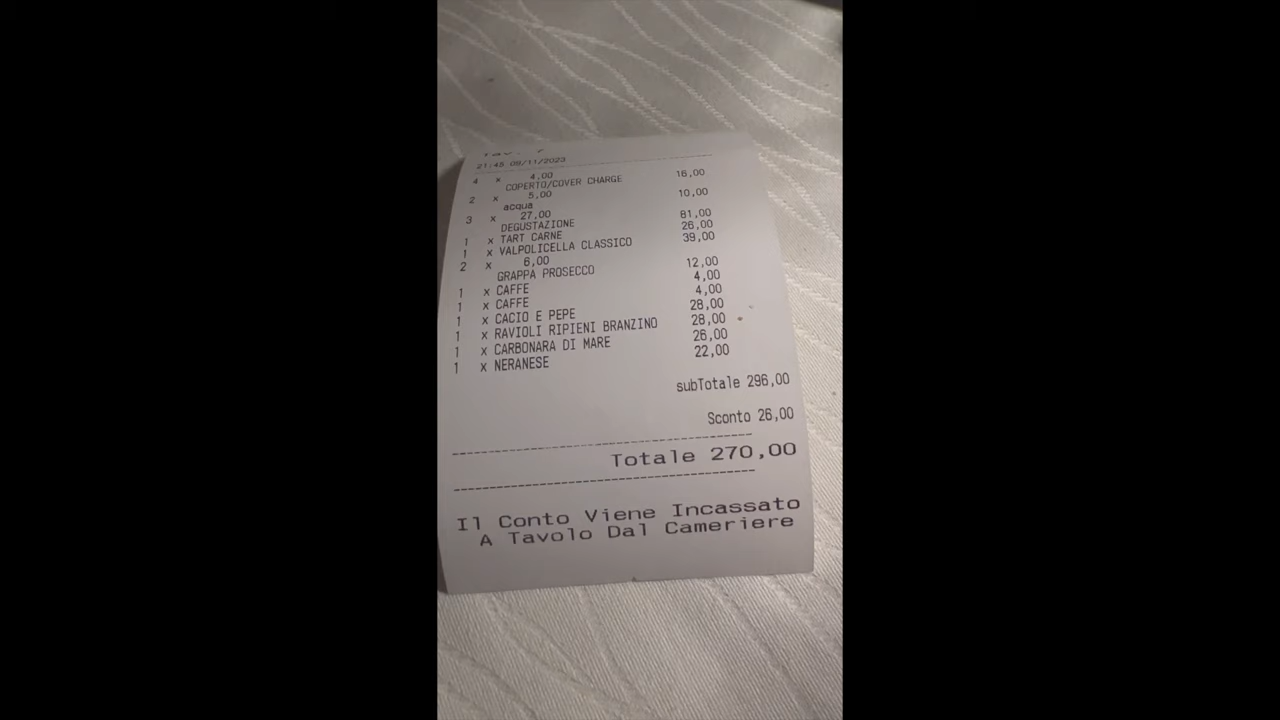 21:45 09/11/2023
4 x 4,00 16,00
COPERTO/COVER CHARGE
2 x 5,00 10,00
acqua
3 x 27,00 81,00
DEGUSTAZIONE
1 x TART CARNE 26,00
1 x VALPOLICELLA CLASSICO 39,00
2 x 6,00 12,00
GRAPPA PROSECCO
1 x CAFFE 4,00
1 x CAFFE 4,00
1 x CACIO E PEPE 28,00
1 x RAVIOLI RIPIENI BRANZINO 28,00
1 x CARBONARA DI MARE 26,00
1 x NERANESE 22,00
subTotale 296,00
Sconto 26,00
Totale 270,00
Il Conto Viene Incassato
A Tavolo Dal Cameriere